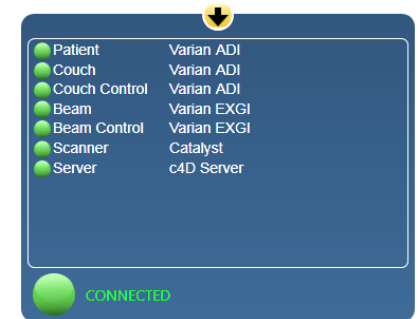 Patient Varian ADI
Couch Varian ADI
Couch Control Varian ADI
Beam Varian EXGI
Beam Control Varian EXGI
Scanner Catalyst
Server c4D Server
CONNECTED